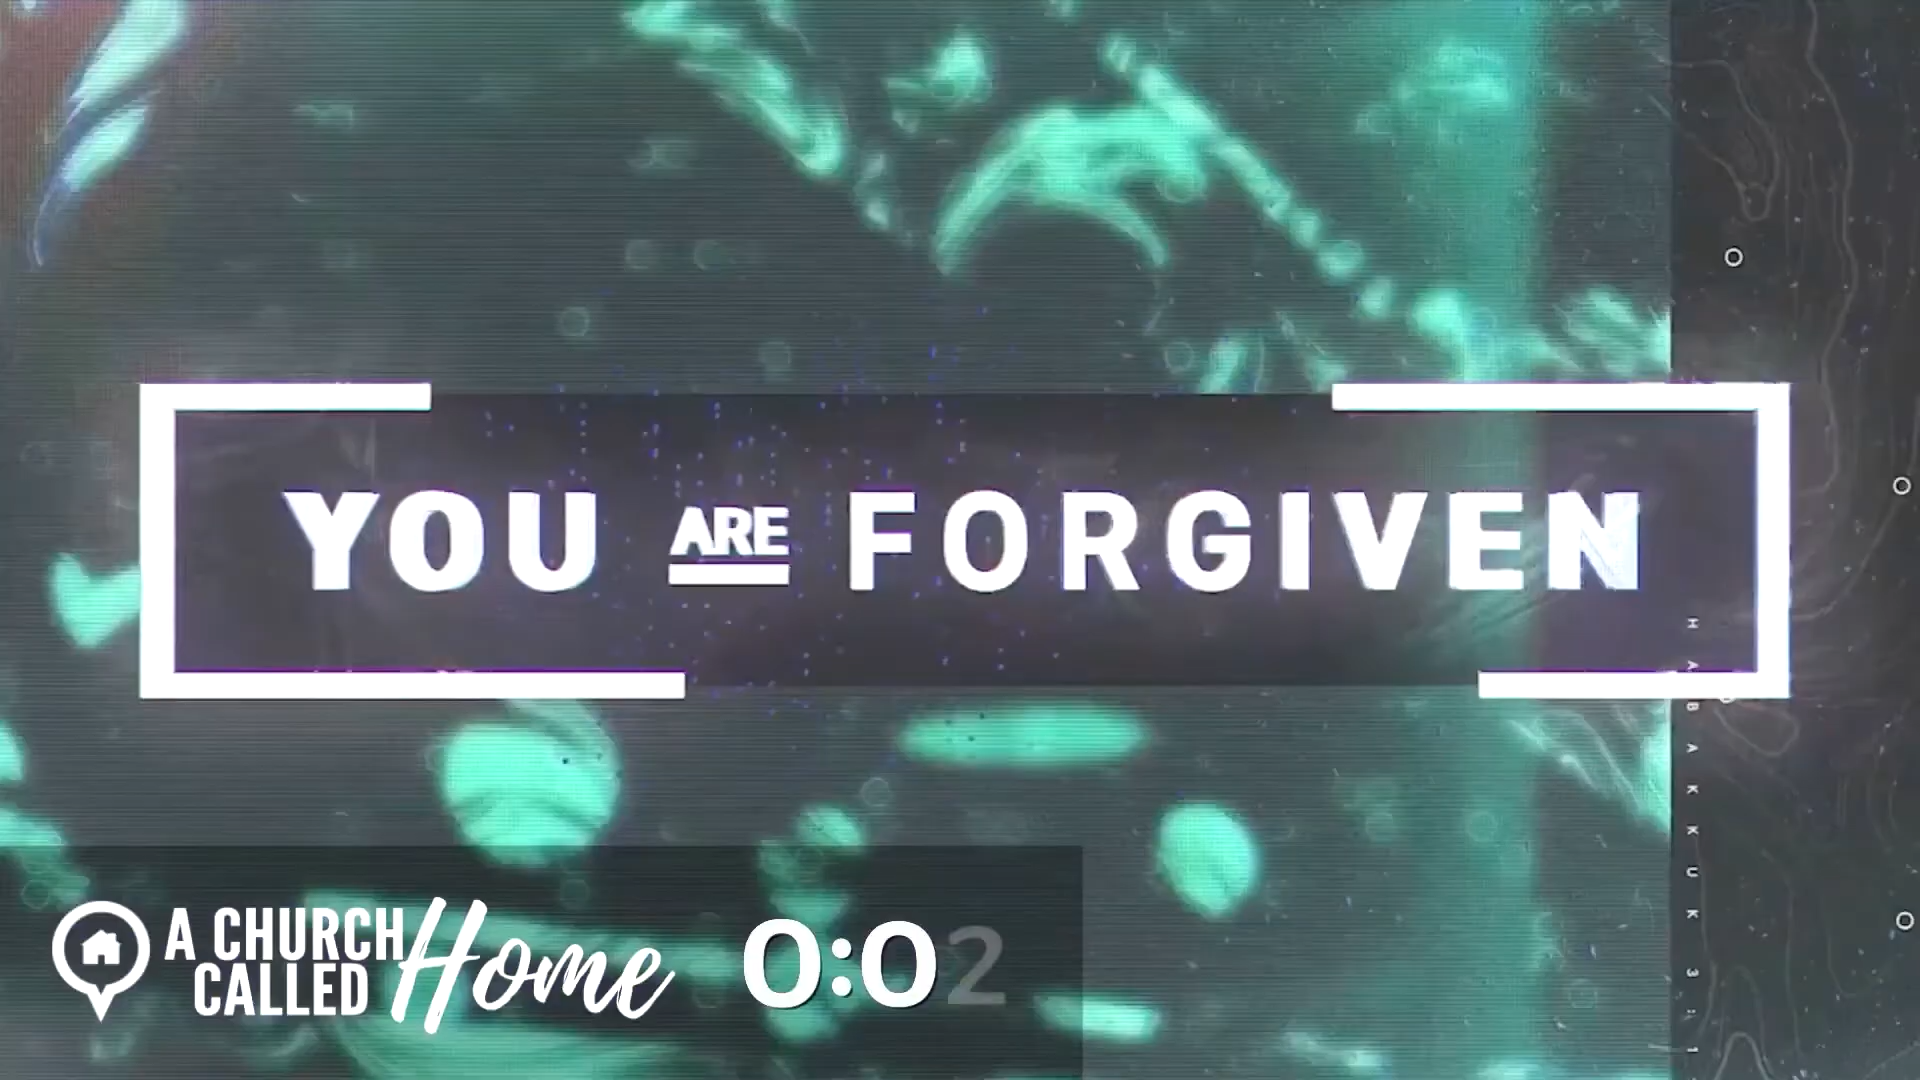 YOU ARE FORGIVEN
HABAKKUK 3:1
A CHURCH
CALLED Home
0:02